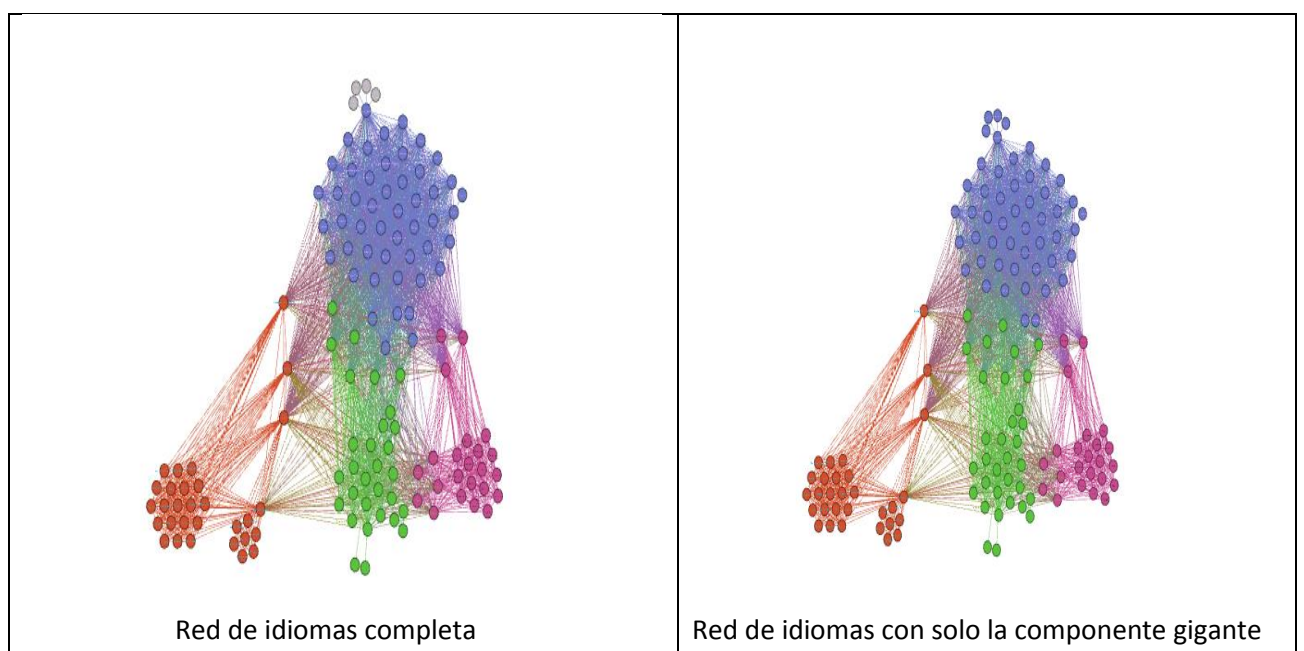 Red de idiomas completa
Red de idiomas con solo la componente gigante